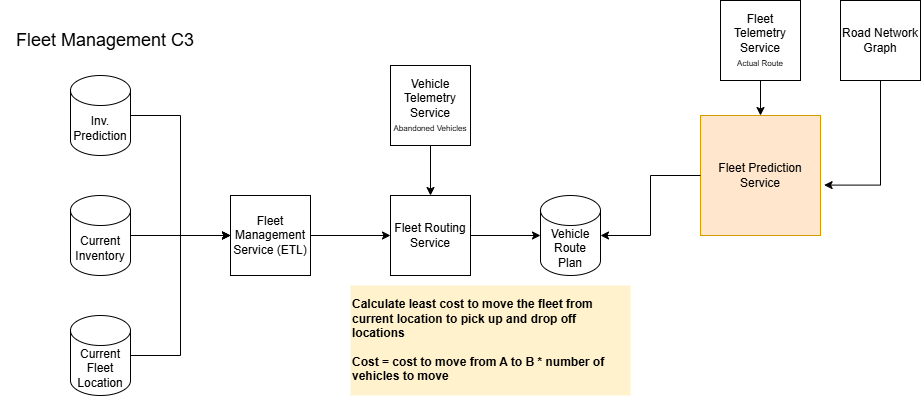 Fleet Management C3
Fleet
Telemetry
Service
Actual Route
Road Network
Graph
Vehicle
Telemetry
Service
Abandoned Vehicles
Inv.
Prediction
Fleet Prediction
Service
Current
Inventory
Fleet
Management
Service (ETL)
Fleet Routing
Service
Vehicle
Route
Plan
Calculate least cost to move the fleet from
current location to pick up and drop off
locations
Cost = cost to move from A to B * number of
vehicles to move
Current
Fleet
Location